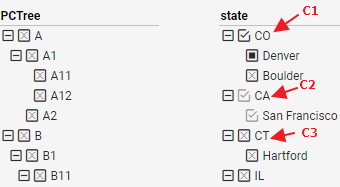 PCTree
A
A1
A11
A12
A2
B
B1
B11
state
C1
CO
Denver
Boulder
C2
CA
San Francisco
CT
C3
Hartford
IL